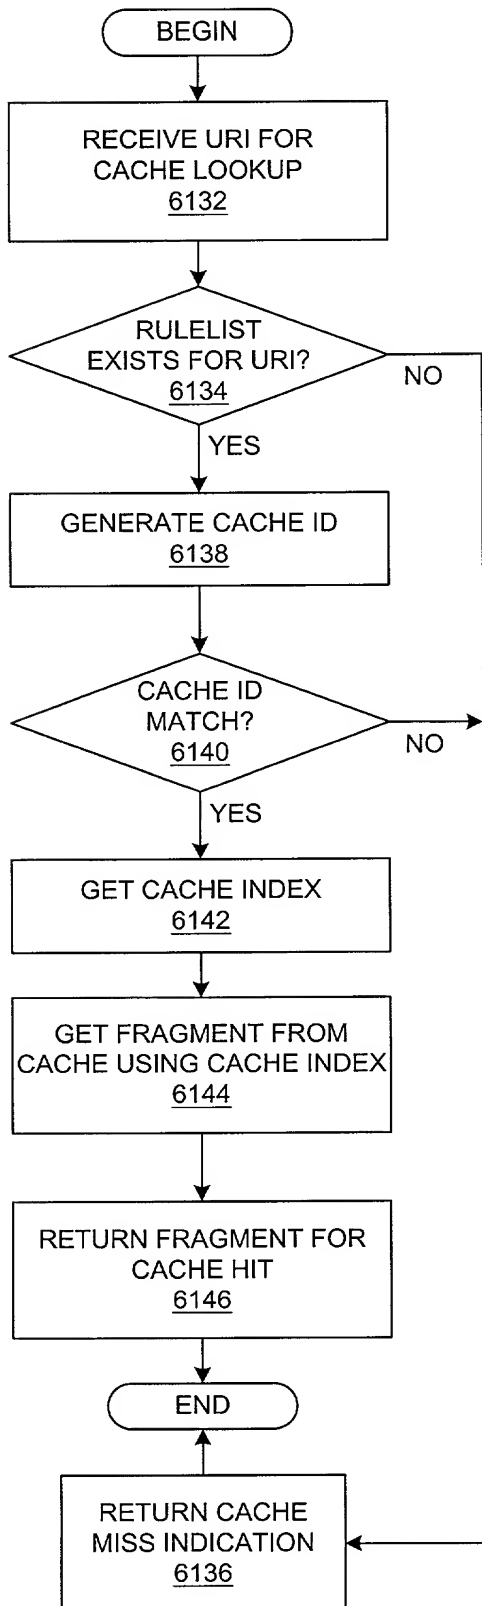 BEGIN
RECEIVE URI FOR
CACHE LOOKUP
6132
RULELIST
EXISTS FOR URI?
6134
NO
YES
GENERATE CACHE ID
6138
CACHE ID
MATCH?
6140
NO
YES
GET CACHE INDEX
6142
GET FRAGMENT FROM
CACHE USING CACHE INDEX
6144
RETURN FRAGMENT FOR
CACHE HIT
6146
END
RETURN CACHE
MISS INDICATION
6136